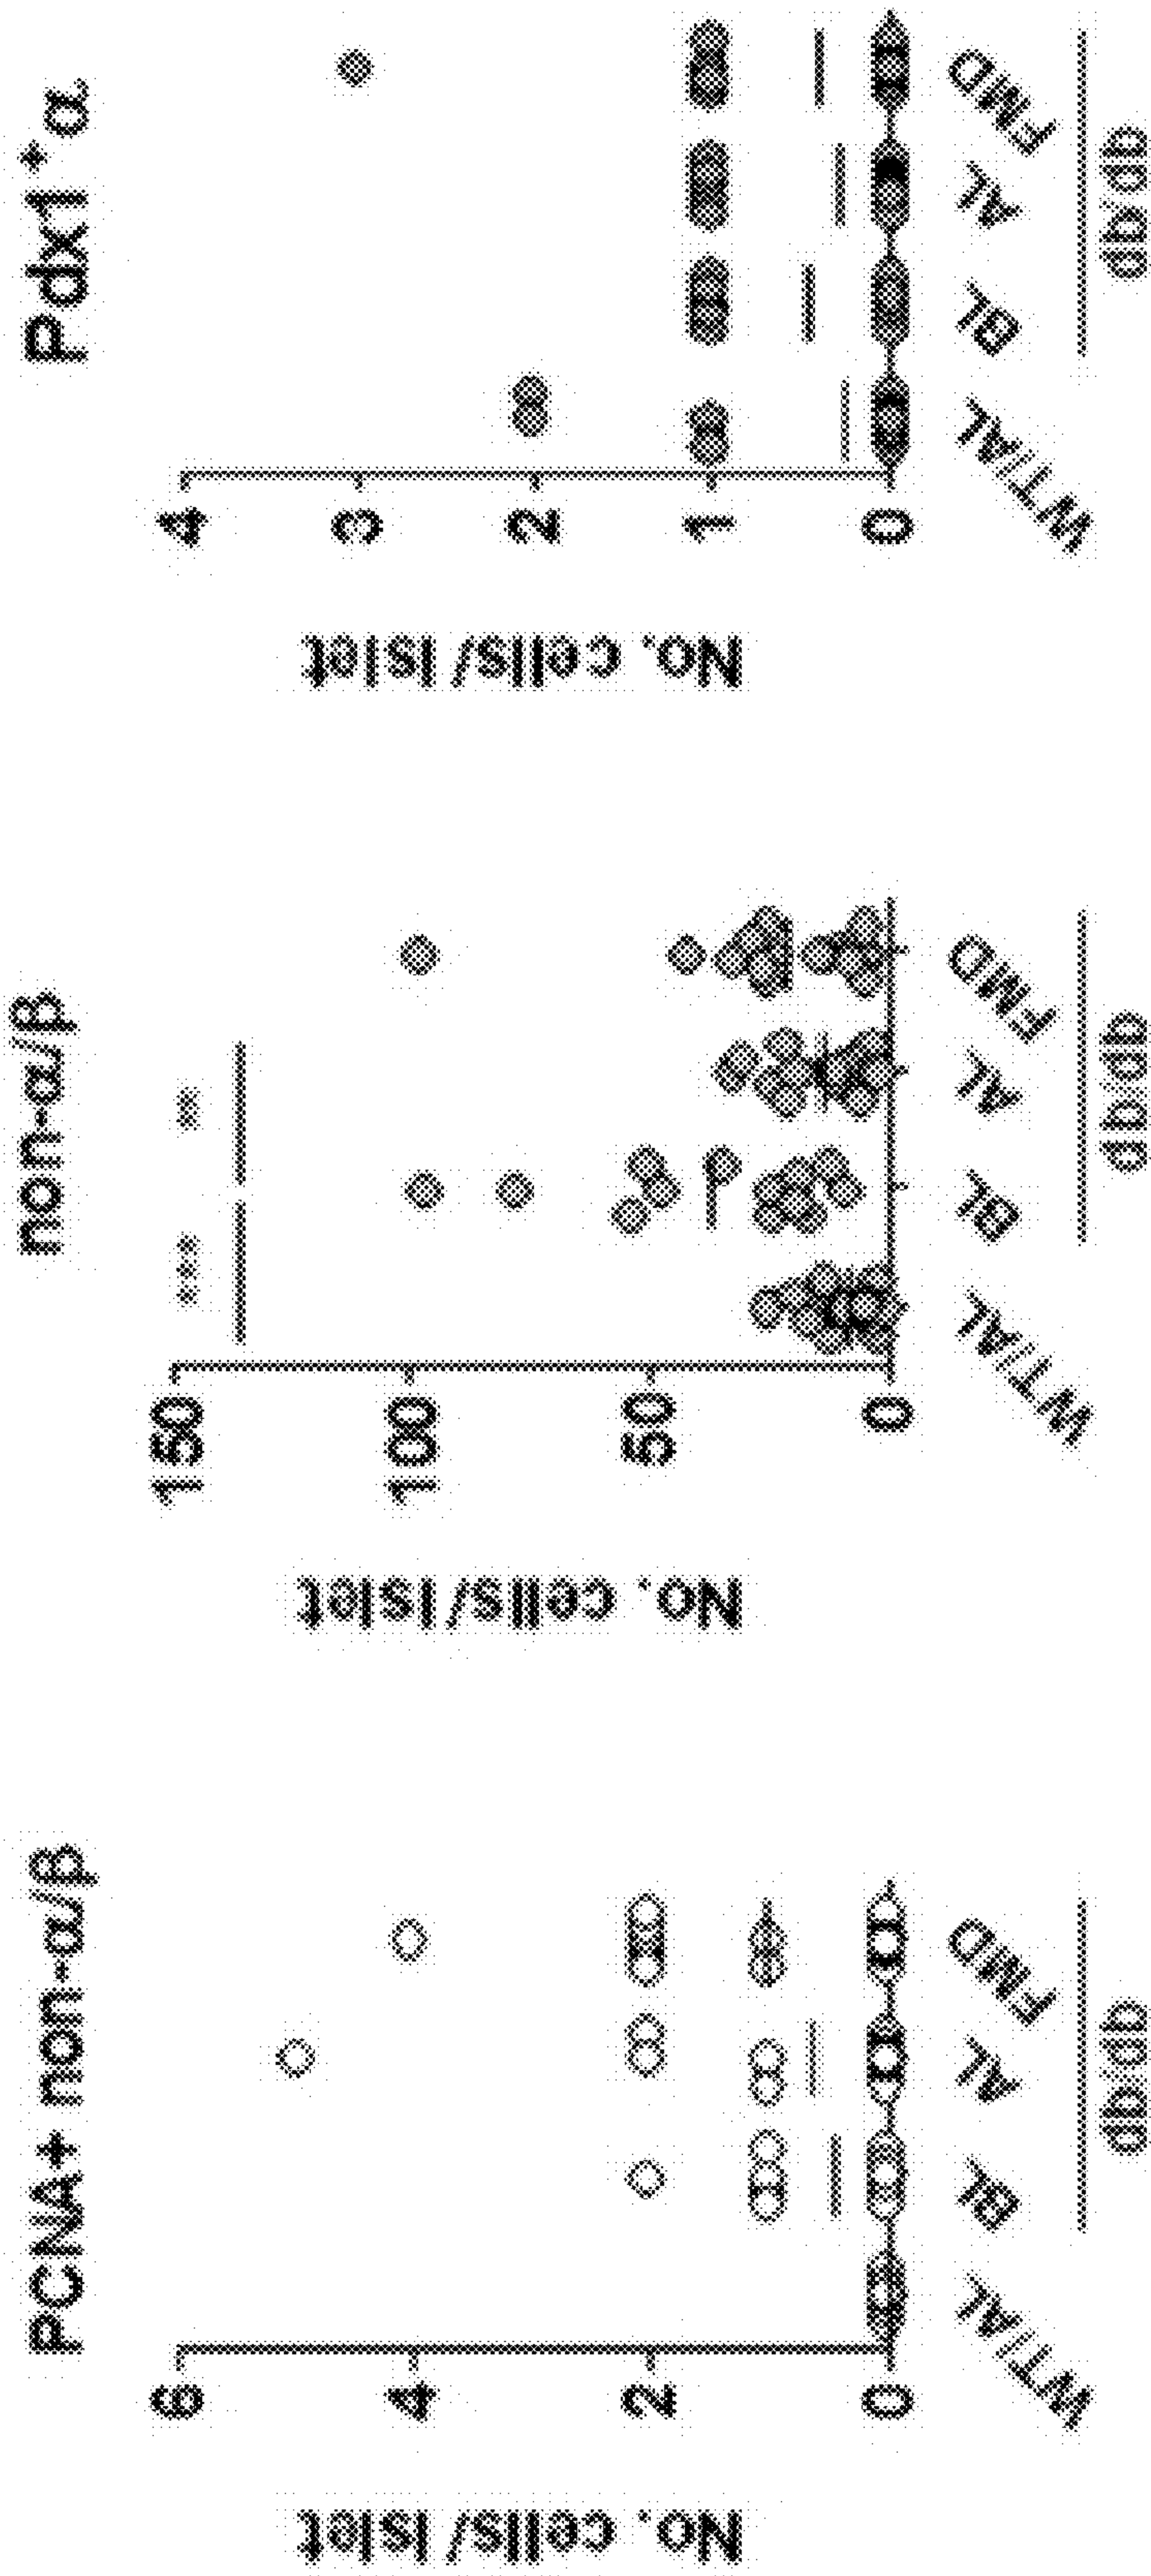 PCNA+ non-α/β
No. cells/ Islet
6
4
2
0
WT/AL
BL
AL
FMD
db/db
non-α/β
No. cells/ Islet
150
100
50
0
***
**
WT/AL
BL
AL
FMD
db/db
Pdx1⁺α
No. cells/ Islet
4
3
2
1
0
WT/AL
BL
AL
FMD
db/db